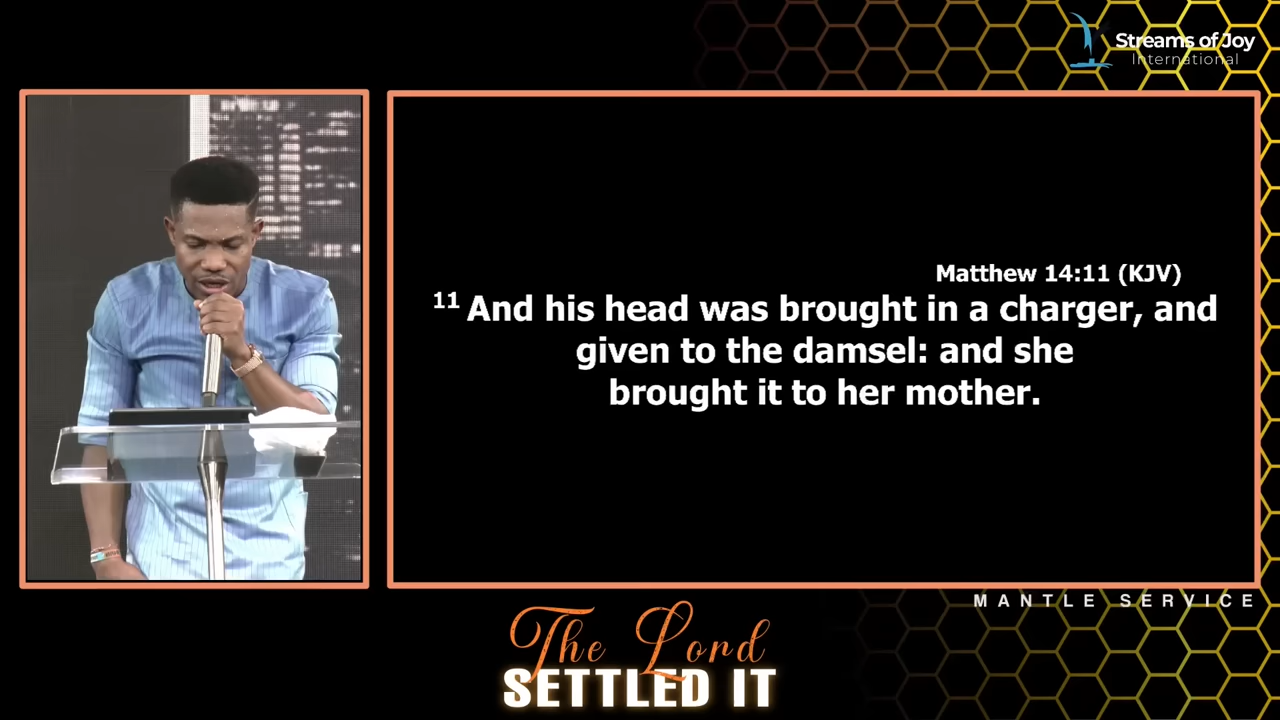 Streams of Joy
International
Matthew 14:11 (KJV)
11 And his head was brought in a charger, and
given to the damsel: and she
brought it to her mother.
MANTLE SERVICE
The Lord
SETTLED IT